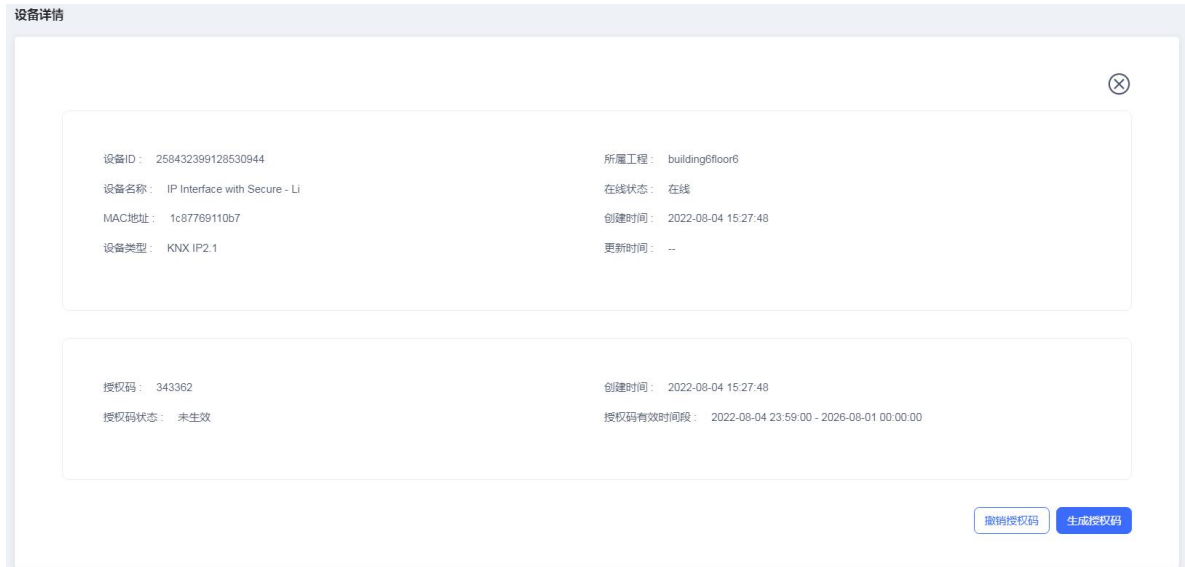 设备详情
设备ID： 258432399128530944
所属工程： building6floor6
设备名称： IP Interface with Secure - Li
在线状态： 在线
MAC地址： 1c87769110b7
创建时间： 2022-08-04 15:27:48
设备类型： KNX IP2.1
更新时间： --
授权码： 343362
创建时间： 2022-08-04 15:27:48
授权码状态： 未生效
授权码有效时间段： 2022-08-04 23:59:00 - 2026-08-01 00:00:00
撤销授权码
生成授权码